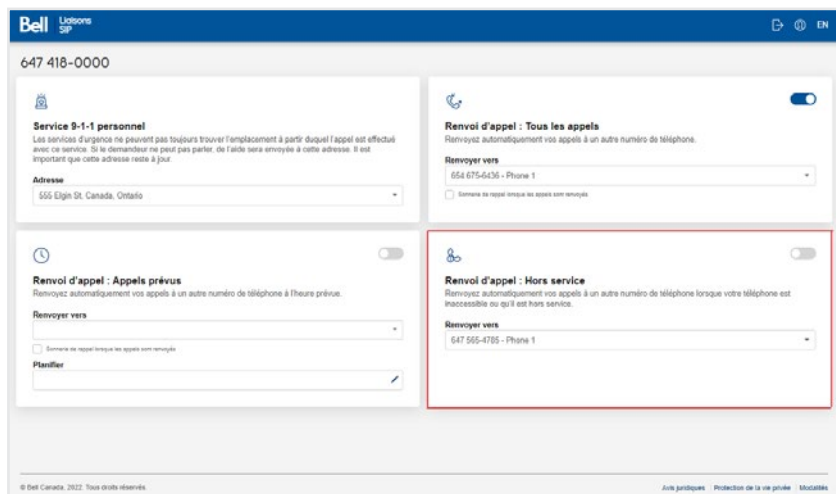 Bell Liaisons
SIP
EN
647 418-0000
Service 9-1-1 personnel
Les services d'urgence ne peuvent pas toujours trouver l'emplacement à partir duquel l'appel est effectué
avec ce service. Si le demandeur ne peut pas parler, de l'aide sera envoyée à cette adresse. Il est
important que cette adresse reste à jour.
Adresse
555 Elgin St. Canada, Ontario
Renvoi d'appel : Tous les appels
Renvoyez automatiquement vos appels à un autre numéro de téléphone.
Renvoyer vers
654 675-6436 - Phone 1
Sonnerie de rappel lorsque les appels sont renvoyés
Renvoi d'appel : Appels prévus
Renvoyez automatiquement vos appels à un autre numéro de téléphone à l'heure prévue.
Renvoyer vers
Sonnerie de rappel lorsque les appels sont renvoyés
Planifier
Renvoi d'appel : Hors service
Renvoyez automatiquement vos appels à un autre numéro de téléphone lorsque votre téléphone est
inaccessible ou qu'il est hors service.
Renvoyer vers
647 565-4785 - Phone 1
© Bell Canada, 2022. Tous droits réservés.
Avis juridiques Protection de la vie privée Modalités